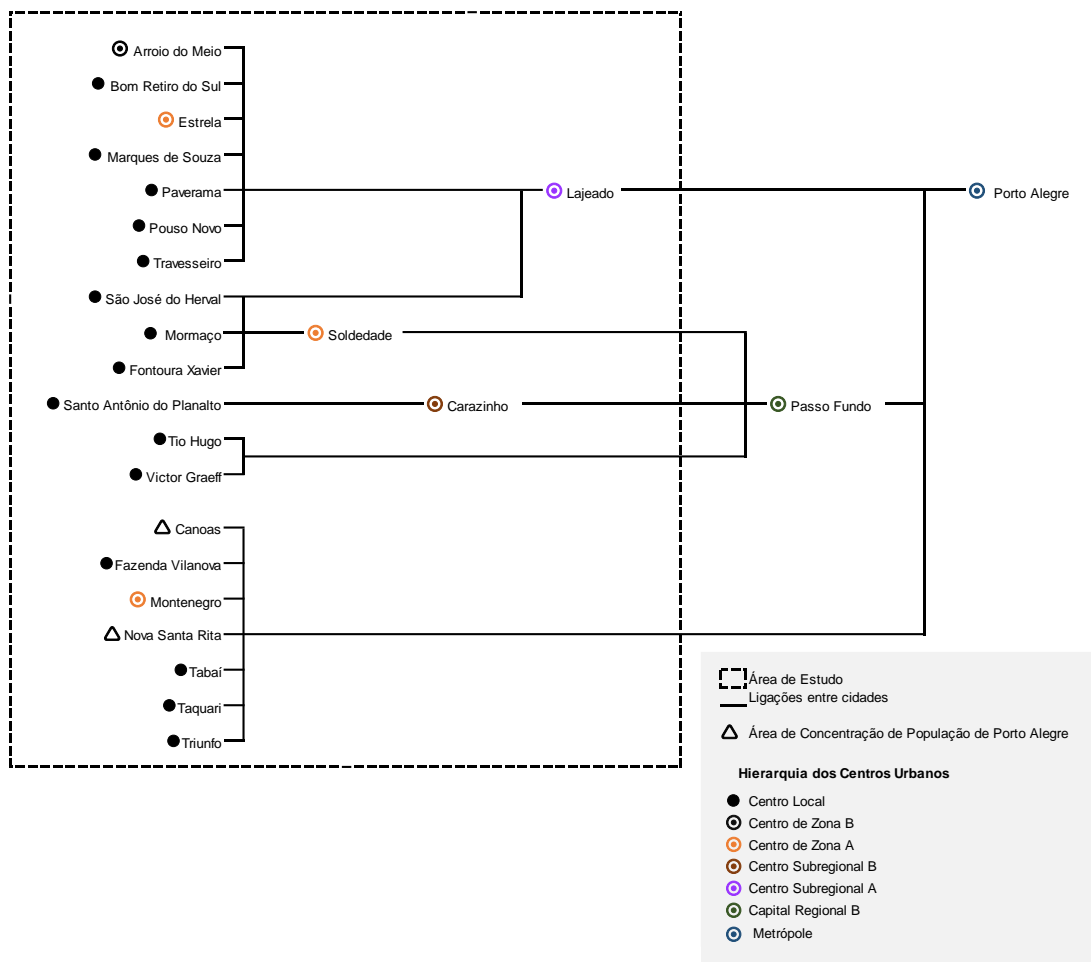 Arroio do Meio
Bom Retiro do Sul
Estrela
Marques de Souza
Paverama
Lajeado
Porto Alegre
Pouso Novo
Travesseiro
São José do Herval
Mormaço
Soldedade
Fontoura Xavier
Santo Antônio do Planalto
Carazinho
Passo Fundo
Tio Hugo
Victor Graeff
Canoas
Fazenda Vilanova
Montenegro
Nova Santa Rita
Tabaí
Taquari
Triunfo
Área de Estudo
Ligações entre cidades
Área de Concentração de População de Porto Alegre
Hierarquia dos Centros Urbanos
Centro Local
Centro de Zona B
Centro de Zona A
Centro Subregional B
Centro Subregional A
Capital Regional B
Metrópole